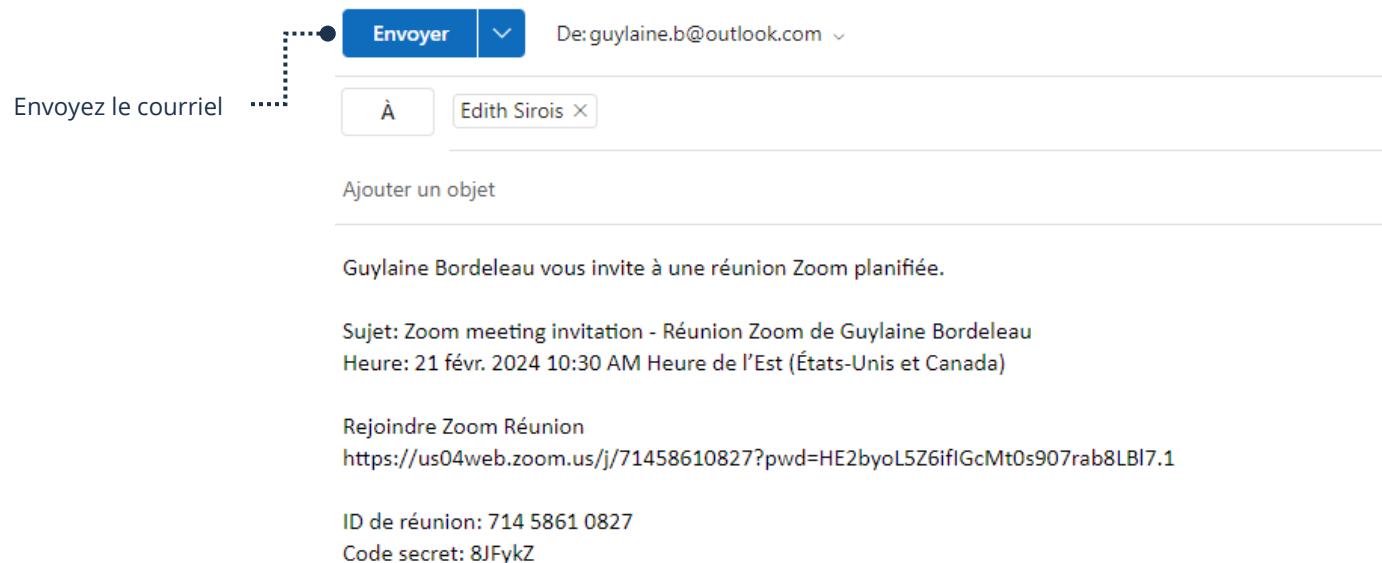 Envoyer
De: guylaine.b@outlook.com
Envoyez le courriel
À
Edith Sirois
Ajouter un objet
Guylaine Bordeleau vous invite à une réunion Zoom planifiée.
Sujet: Zoom meeting invitation - Réunion Zoom de Guylaine Bordeleau
Heure: 21 févr. 2024 10:30 AM Heure de l’Est (États-Unis et Canada)
Rejoindre Zoom Réunion
https://us04web.zoom.us/j/71458610827?pwd=HE2byoL5Z6ifIGcMt0s907rab8LBl7.1
ID de réunion: 714 5861 0827
Code secret: 8JFykZ